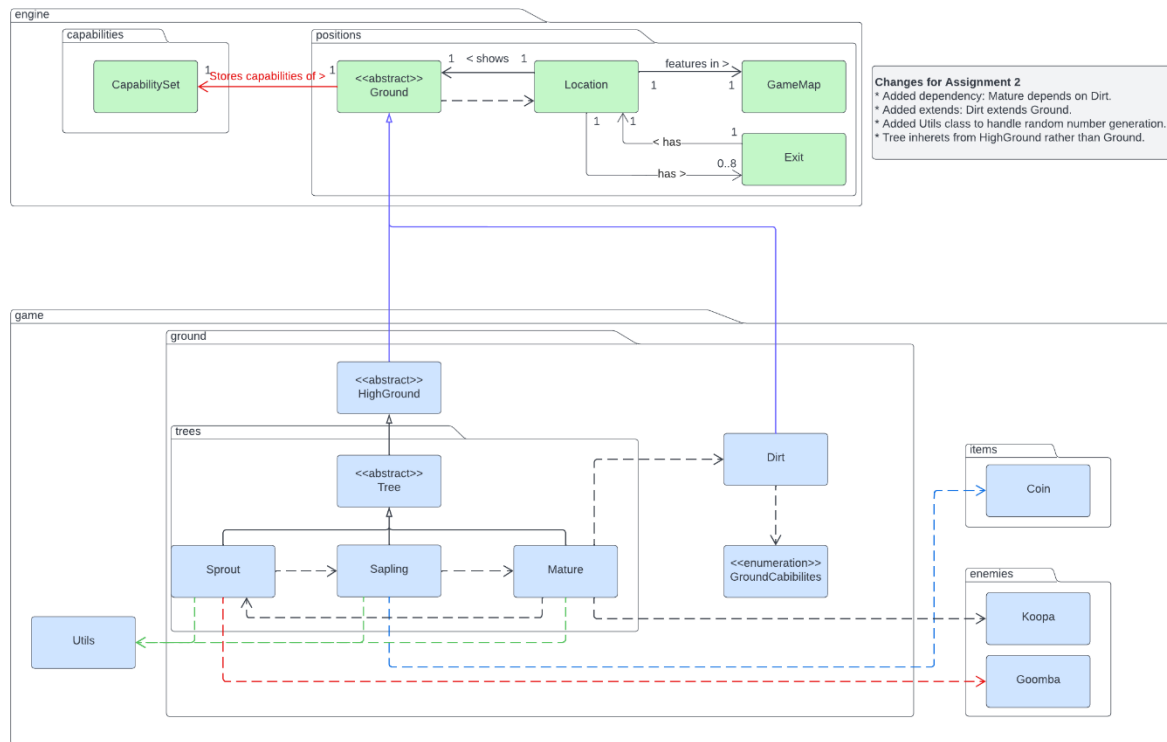 engine
capabilities
positions
CapabilitySet
1
Stores capabilities of >
1
<<abstract>>
Ground
1
< shows
1
Location
features in >
1
1
GameMap
1
1
< has
1
has >
0..8
Exit
Changes for Assignment 2
* Added dependency: Mature depends on Dirt.
* Added extends: Dirt extends Ground.
* Added Utils class to handle random number generation.
* Tree inherets from HighGround rather than Ground.
game
ground
<<abstract>>
HighGround
trees
<<abstract>>
Tree
Dirt
items
Coin
Sprout
Sapling
Mature
<<enumeration>>
GroundCabibilites
enemies
Koopa
Utils
Goomba